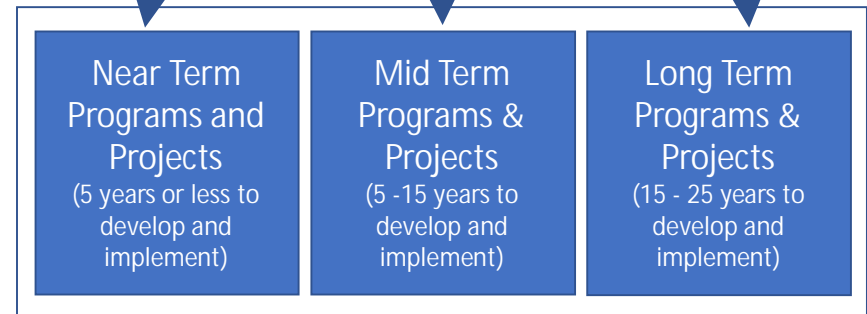 Near Term
Programs and
Projects
(5 years or less to
develop and
implement)
Mid Term
Programs &
Projects
(5 -15 years to
develop and
implement)
Long Term
Programs &
Projects
(15 - 25 years to
develop and
implement)